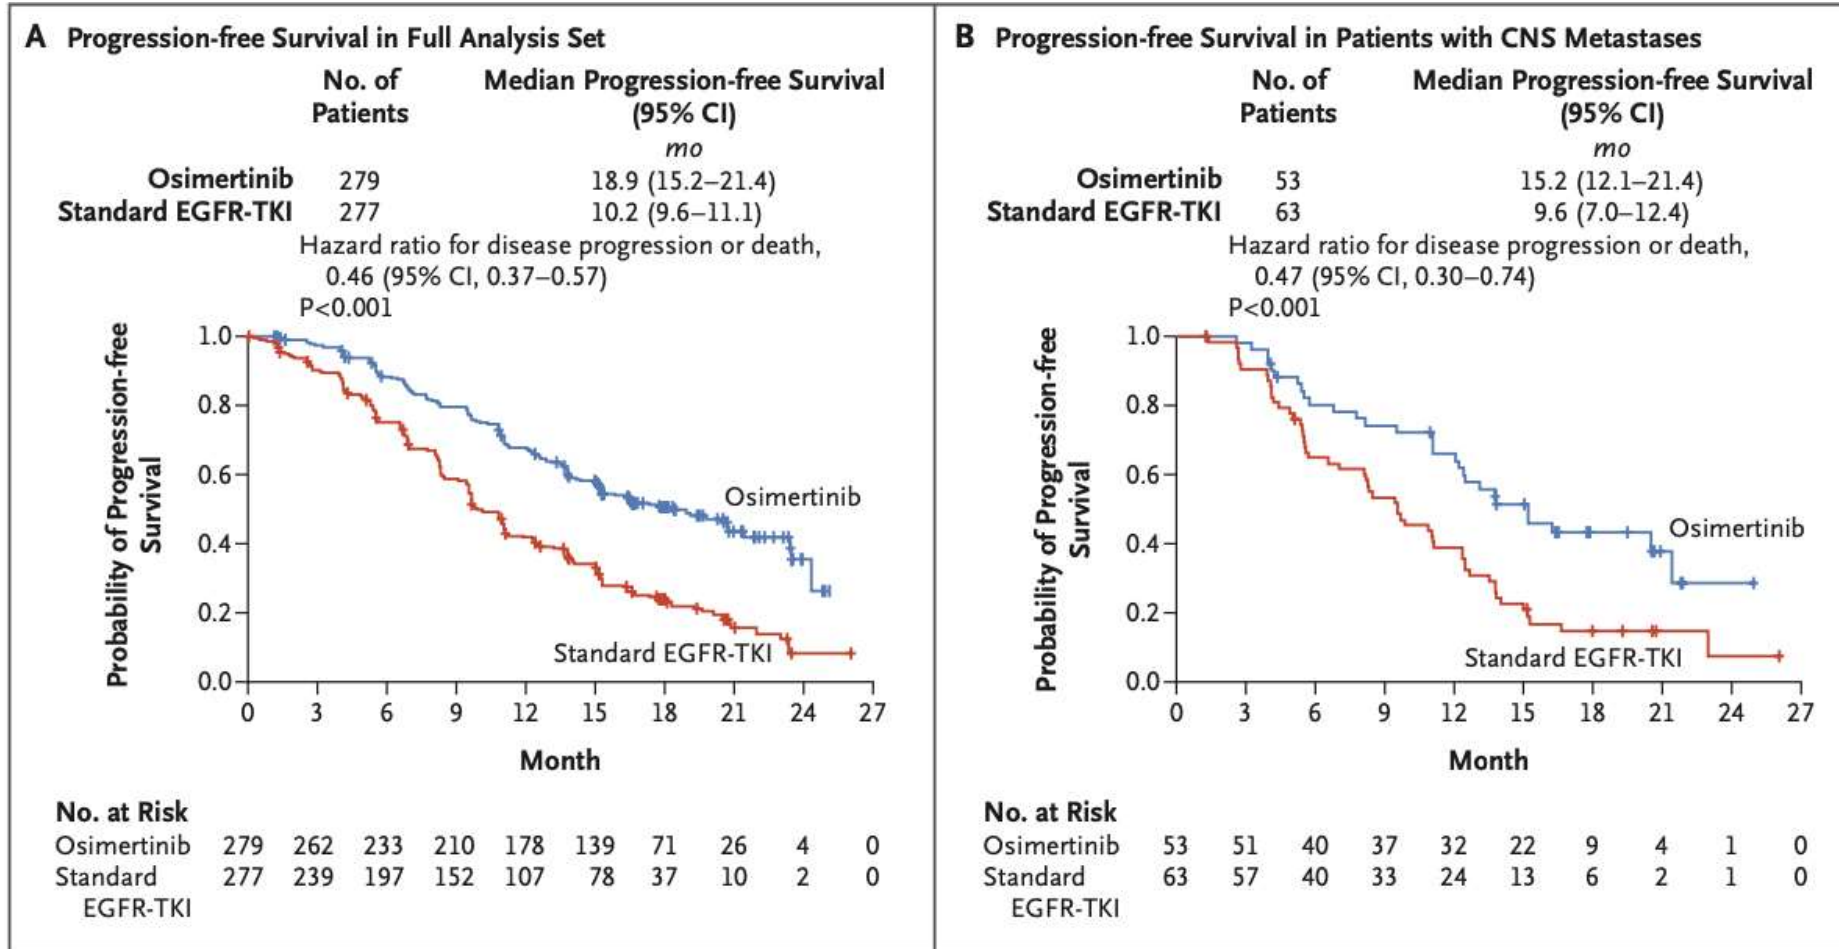 A Progression-free Survival in Full Analysis Set
No. of Patients
Median Progression-free Survival (95% CI)
mo
Osimertinib 279 18.9 (15.2–21.4)
Standard EGFR-TKI 277 10.2 (9.6–11.1)
Hazard ratio for disease progression or death,
0.46 (95% CI, 0.37–0.57)
P<0.001
Probability of Progression-free
Survival
1.0
0.8
0.6
0.4
0.2
0.0
Osimertinib
Standard EGFR-TKI
0 3 6 9 12 15 18 21 24 27
Month
No. at Risk
Osimertinib 279 262 233 210 178 139 71 26 4 0
Standard 277 239 197 152 107 78 37 10 2 0
EGFR-TKI
B Progression-free Survival in Patients with CNS Metastases
No. of Patients
Median Progression-free Survival (95% CI)
mo
Osimertinib 53 15.2 (12.1–21.4)
Standard EGFR-TKI 63 9.6 (7.0–12.4)
Hazard ratio for disease progression or death,
0.47 (95% CI, 0.30–0.74)
P<0.001
Probability of Progression-free
Survival
1.0
0.8
0.6
0.4
0.2
0.0
Osimertinib
Standard EGFR-TKI
0 3 6 9 12 15 18 21 24 27
Month
No. at Risk
Osimertinib 53 51 40 37 32 22 9 4 1 0
Standard 63 57 40 33 24 13 6 2 1 0
EGFR-TKI